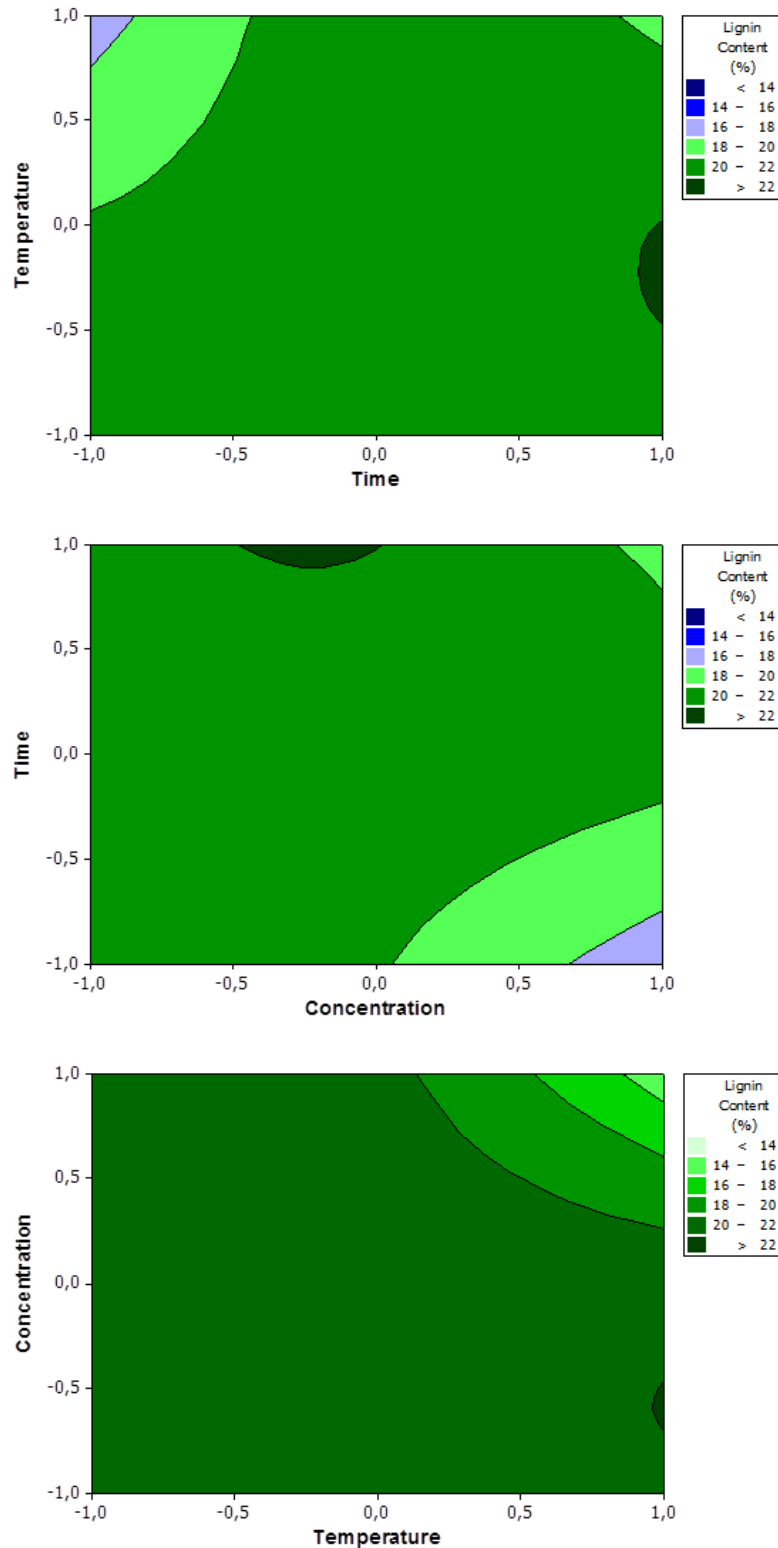 1,0
0,5
0,0
-0,5
-1,0
Temperature
-1,0 -0,5 0,0 0,5 1,0
Time
Lignin
Content
(%)
< 14
14 – 16
16 – 18
18 – 20
20 – 22
> 22
1,0
0,5
0,0
-0,5
-1,0
Time
-1,0 -0,5 0,0 0,5 1,0
Concentration
Lignin
Content
(%)
< 14
14 – 16
16 – 18
18 – 20
20 – 22
> 22
1,0
0,5
0,0
-0,5
-1,0
Concentration
-1,0 -0,5 0,0 0,5 1,0
Temperature
Lignin
Content
(%)
< 14
14 – 16
16 – 18
18 – 20
20 – 22
> 22